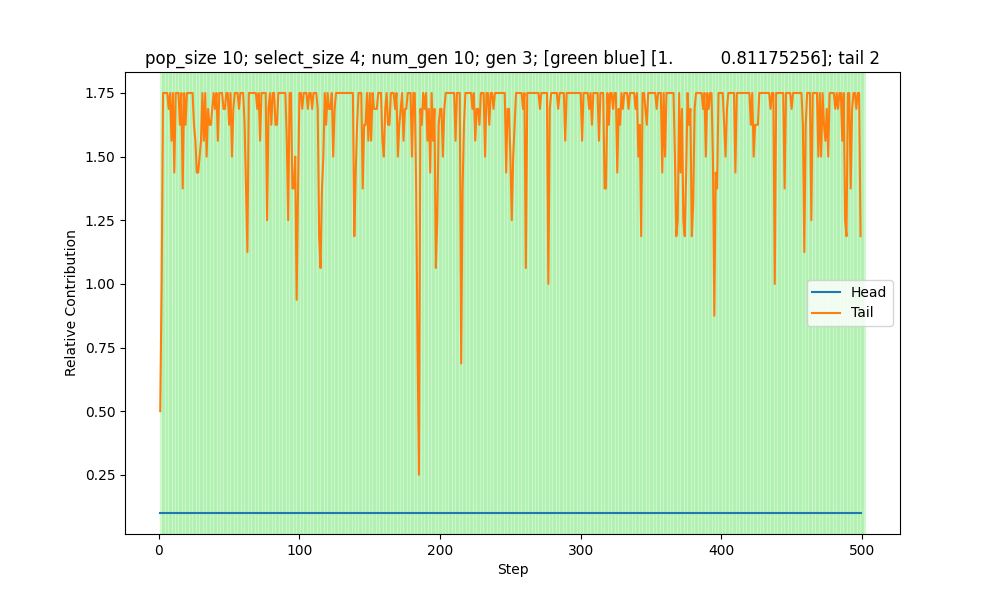 pop_size 10; select_size 4; num_gen 10; gen 3; [green blue] [1.         0.81175256]; tail 2
1.75
1.50
1.25
1.00
0.75
0.50
0.25
Relative Contribution
Head
Tail
0 100 200 300 400 500
Step